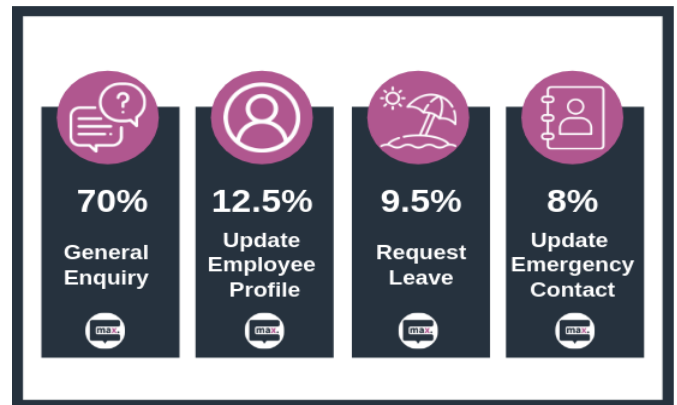 ?
70%
General
Enquiry
max.
12.5%
Update
Employee
Profile
max.
9.5%
Request
Leave
max.
8%
Update
Emergency
Contact
max.